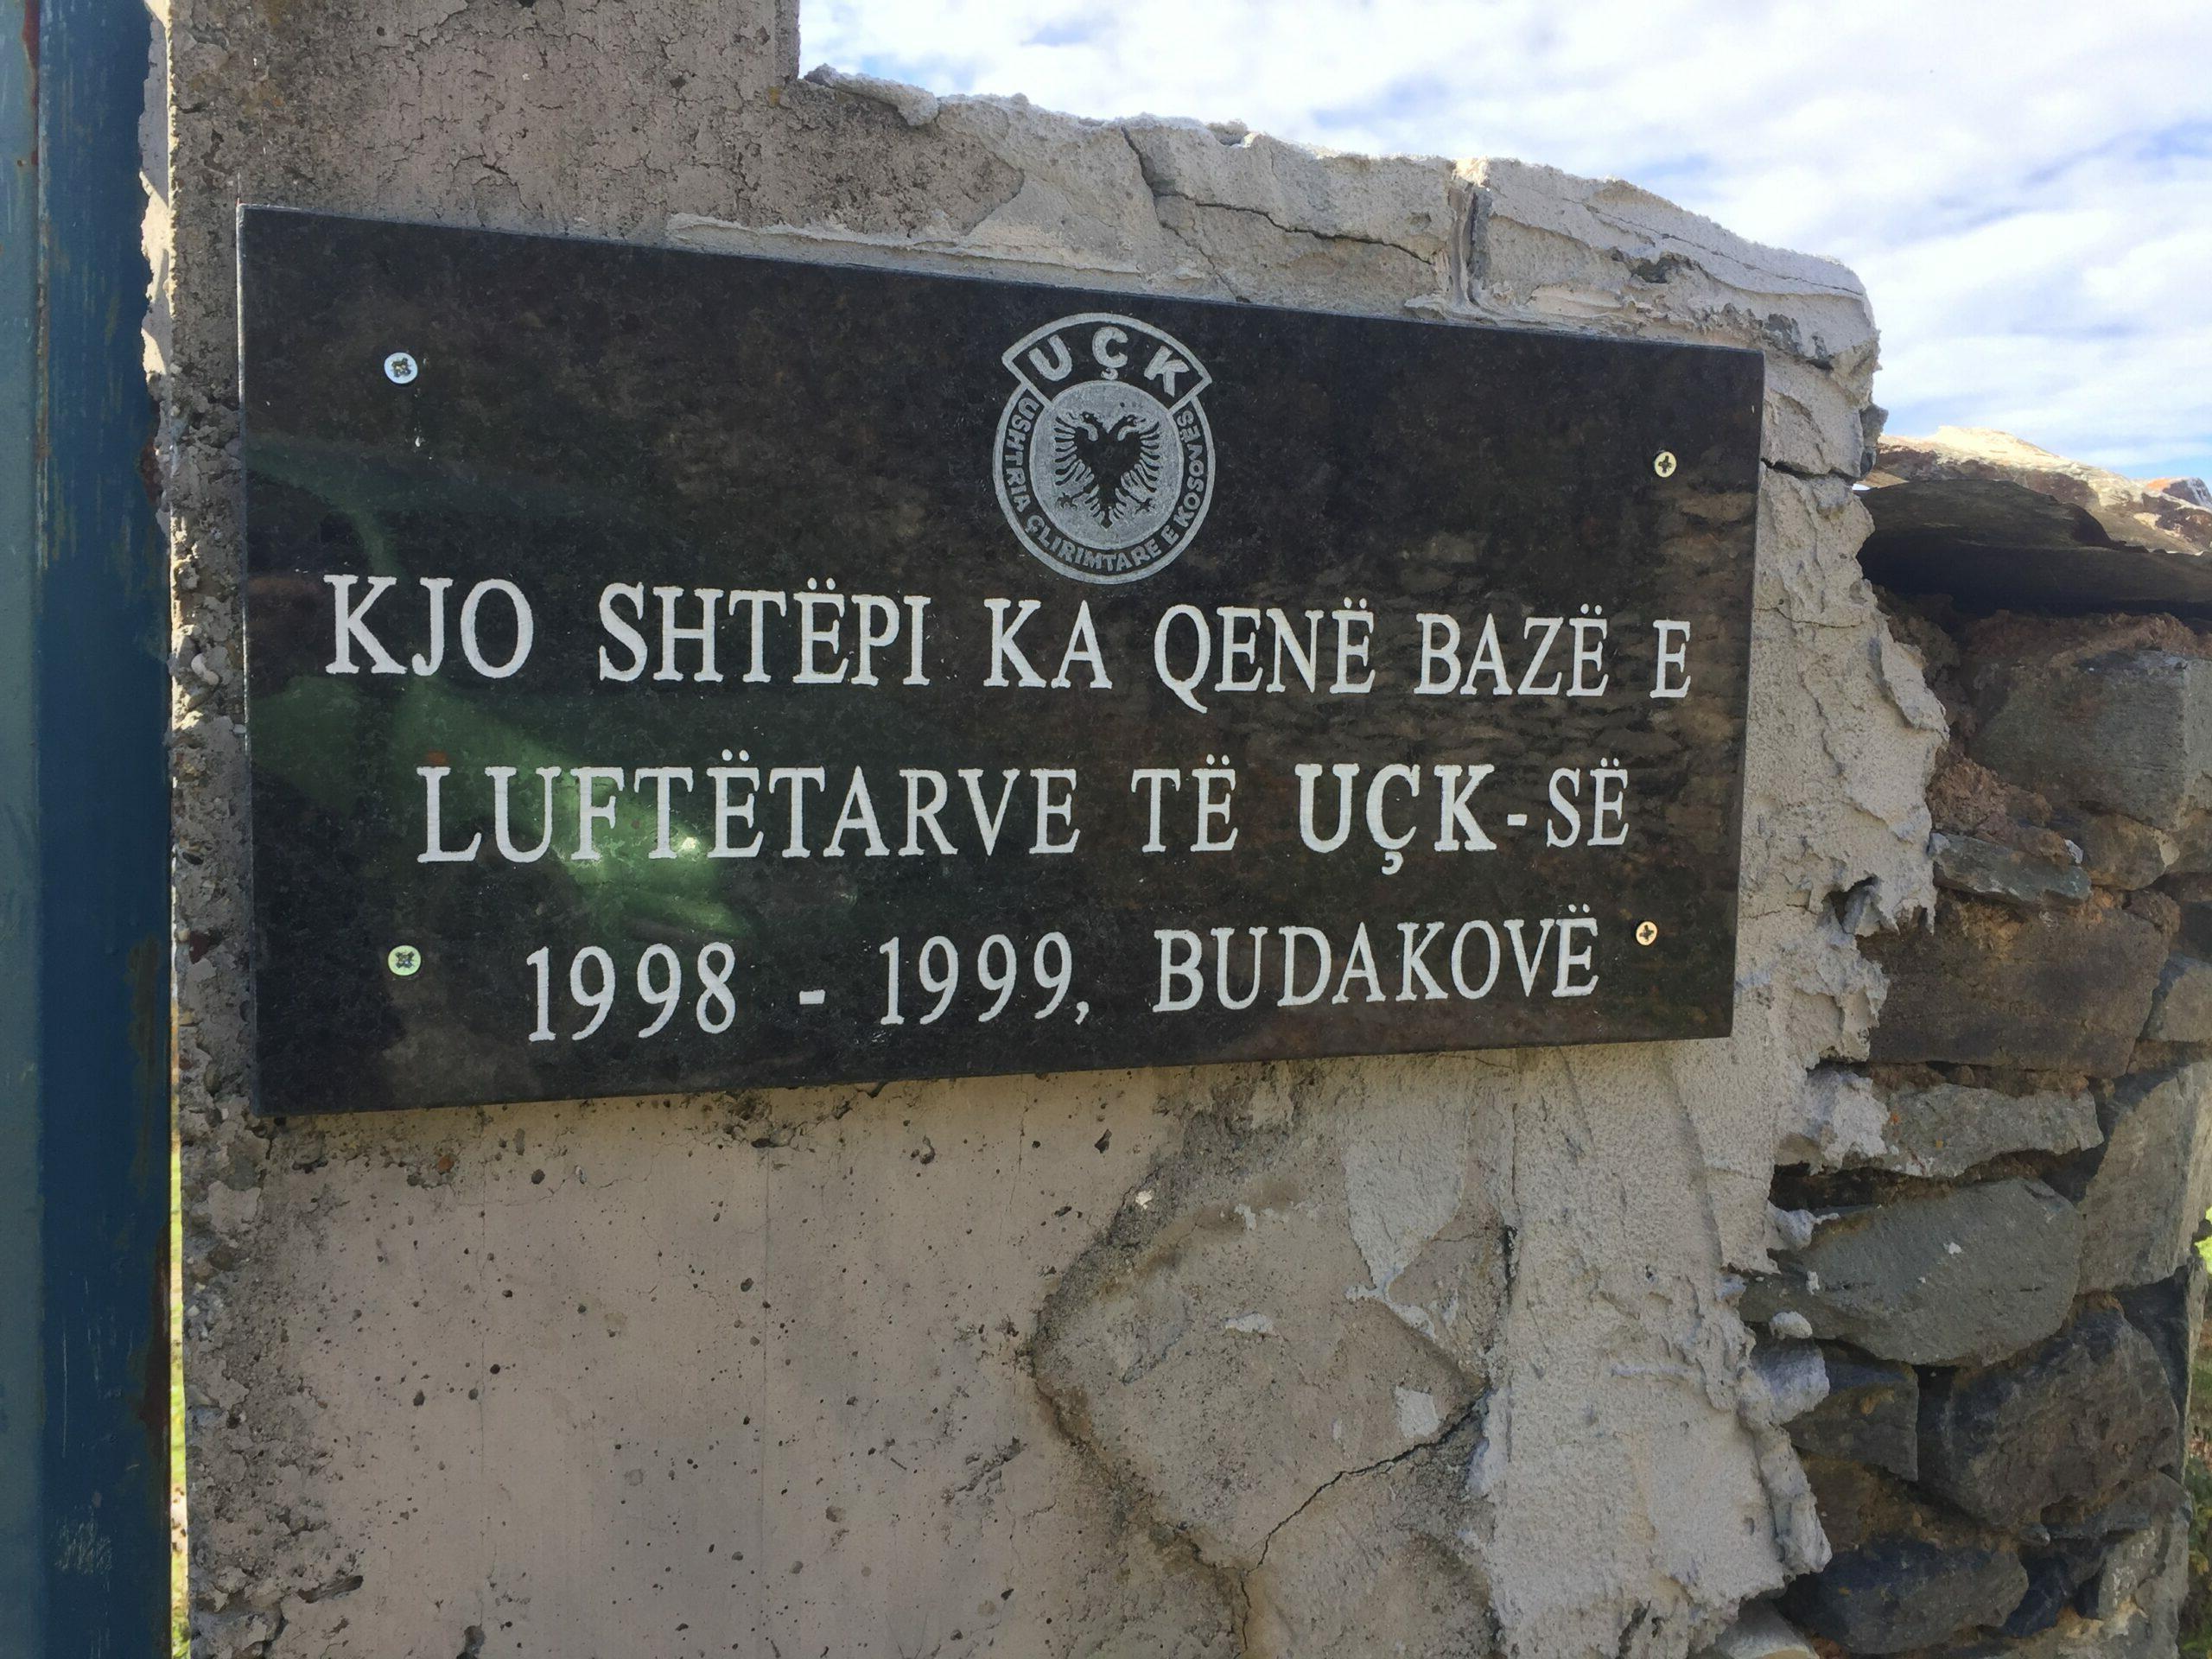 UÇK
USHTRIA ÇLIRIMTARE E KOSOVËS
KJO SHTËPI KA QENË BAZË E
LUFTËTARVE TË UÇK-SË
1998 - 1999, BUDAKOVË